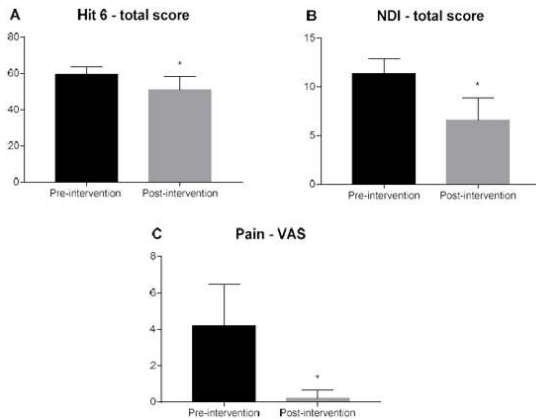 A
Hit 6 - total score
80
60
40
20
0
*
Pre-intervention
Post-intervention
B
NDI - total score
15
10
5
0
*
Pre-intervention
Post-intervention
C
Pain - VAS
8
6
4
2
0
*
Pre-intervention
Post-intervention